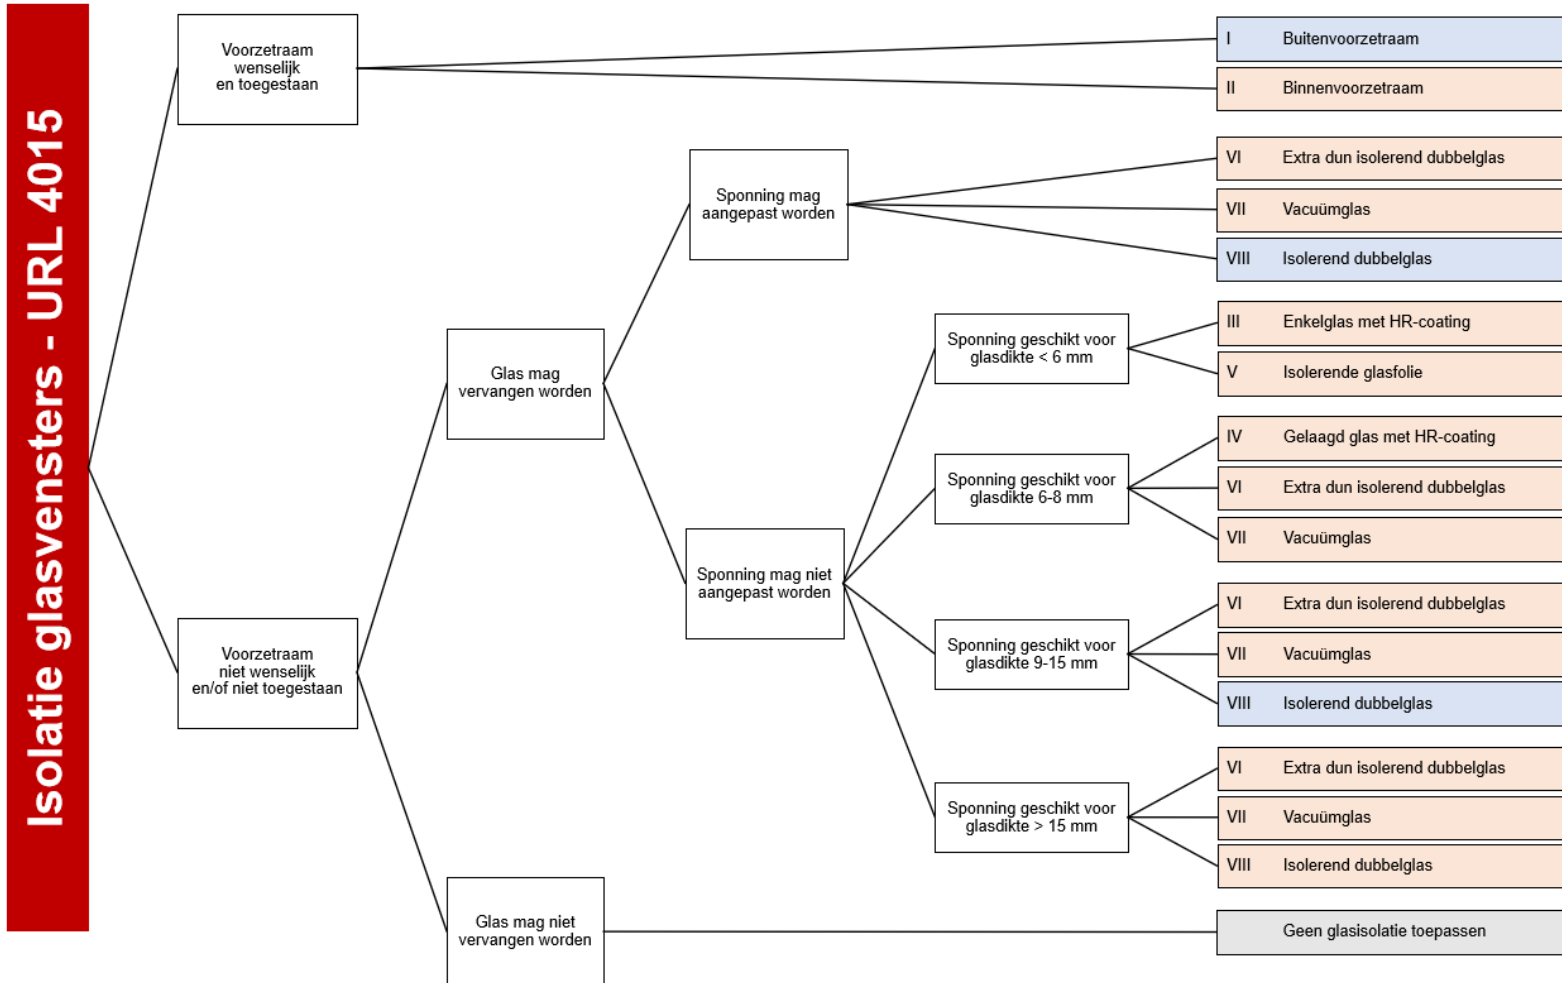 Isolatie glasvensters - URL 4015
Voorzetraam
wenselijk
en toegestaan
I Buitenvoorzetraam
II Binnenvoorzetraam
Voorzetraam
niet wenselijk
en/of niet toegestaan
Glas mag
vervangen worden
Sponning mag
aangepast worden
VI Extra dun isolerend dubbelglas
VII Vacuümglas
VIII Isolerend dubbelglas
Sponning mag niet
aangepast worden
Sponning geschikt voor
glasdikte < 6 mm
III Enkelglas met HR-coating
V Isolerende glasfolie
Sponning geschikt voor
glasdikte 6-8 mm
IV Gelaagd glas met HR-coating
VI Extra dun isolerend dubbelglas
VII Vacuümglas
Sponning geschikt voor
glasdikte 9-15 mm
VI Extra dun isolerend dubbelglas
VII Vacuümglas
VIII Isolerend dubbelglas
Sponning geschikt voor
glasdikte > 15 mm
VI Extra dun isolerend dubbelglas
VII Vacuümglas
VIII Isolerend dubbelglas
Glas mag niet
vervangen worden
Geen glasisolatie toepassen